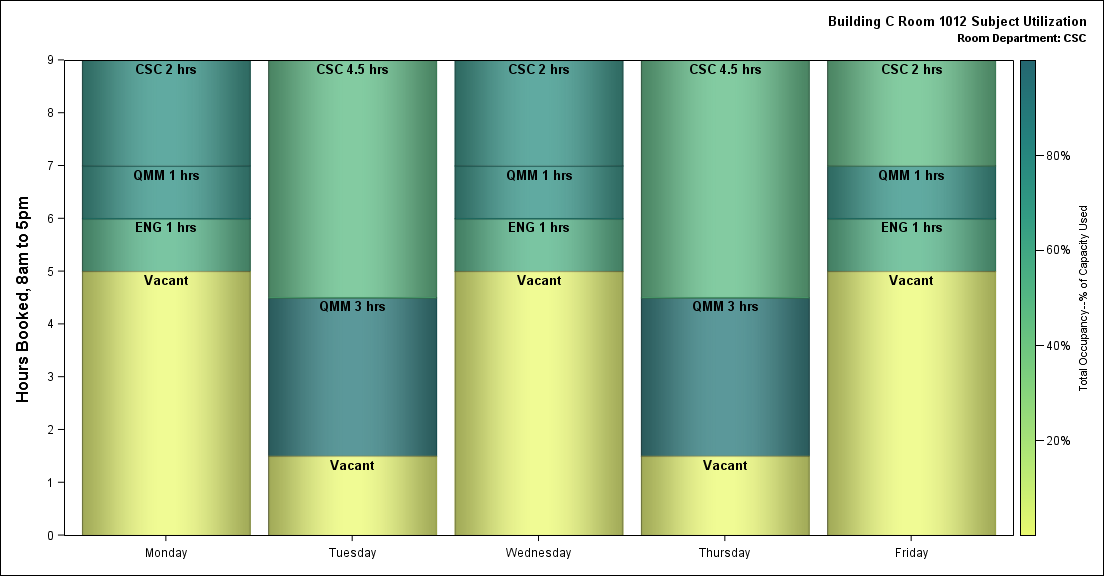 Building C Room 1012 Subject Utilization
Room Department: CSC
Hours Booked, 8am to 5pm
9
8
7
6
5
4
3
2
1
0
CSC 2 hrs
QMM 1 hrs
ENG 1 hrs
Vacant
CSC 4.5 hrs
QMM 3 hrs
Vacant
CSC 2 hrs
QMM 1 hrs
ENG 1 hrs
Vacant
CSC 4.5 hrs
QMM 3 hrs
Vacant
CSC 2 hrs
QMM 1 hrs
ENG 1 hrs
Vacant
Monday
Tuesday
Wednesday
Thursday
Friday
80%
60%
40%
20%
Total Occupancy--% of Capacity Used